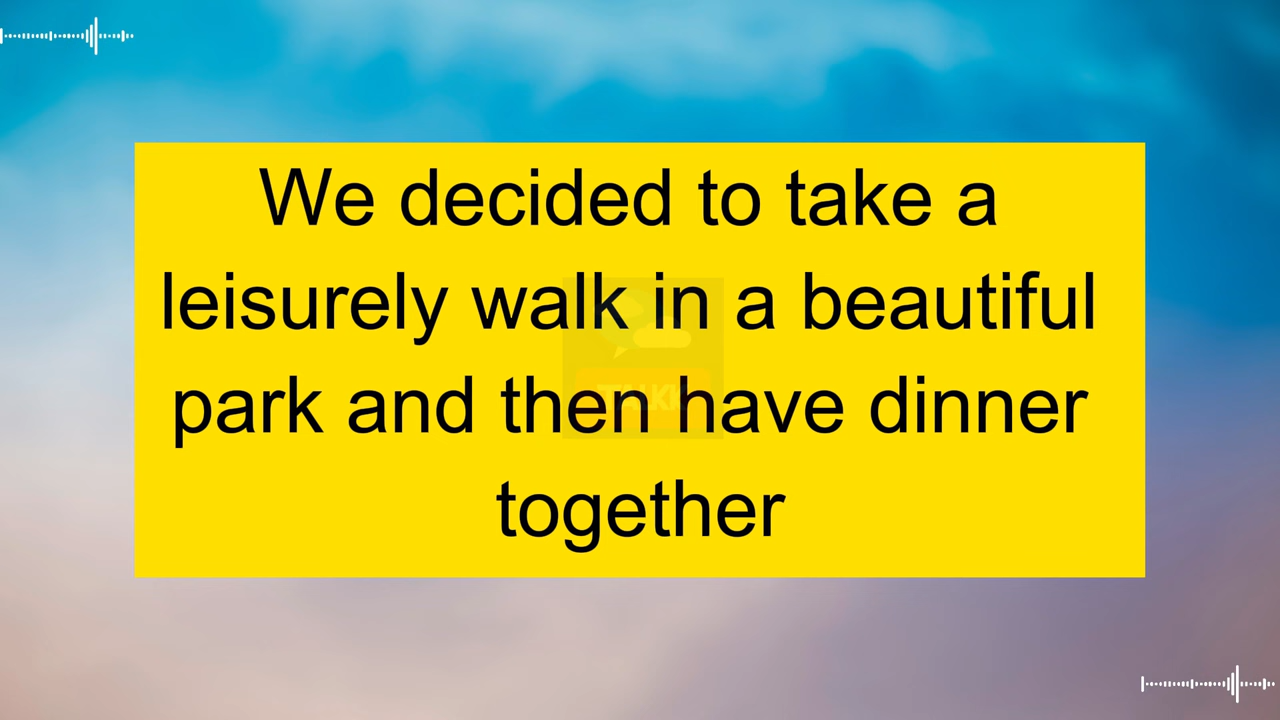 We decided to take a
leisurely walk in a beautiful
park and then have dinner
together